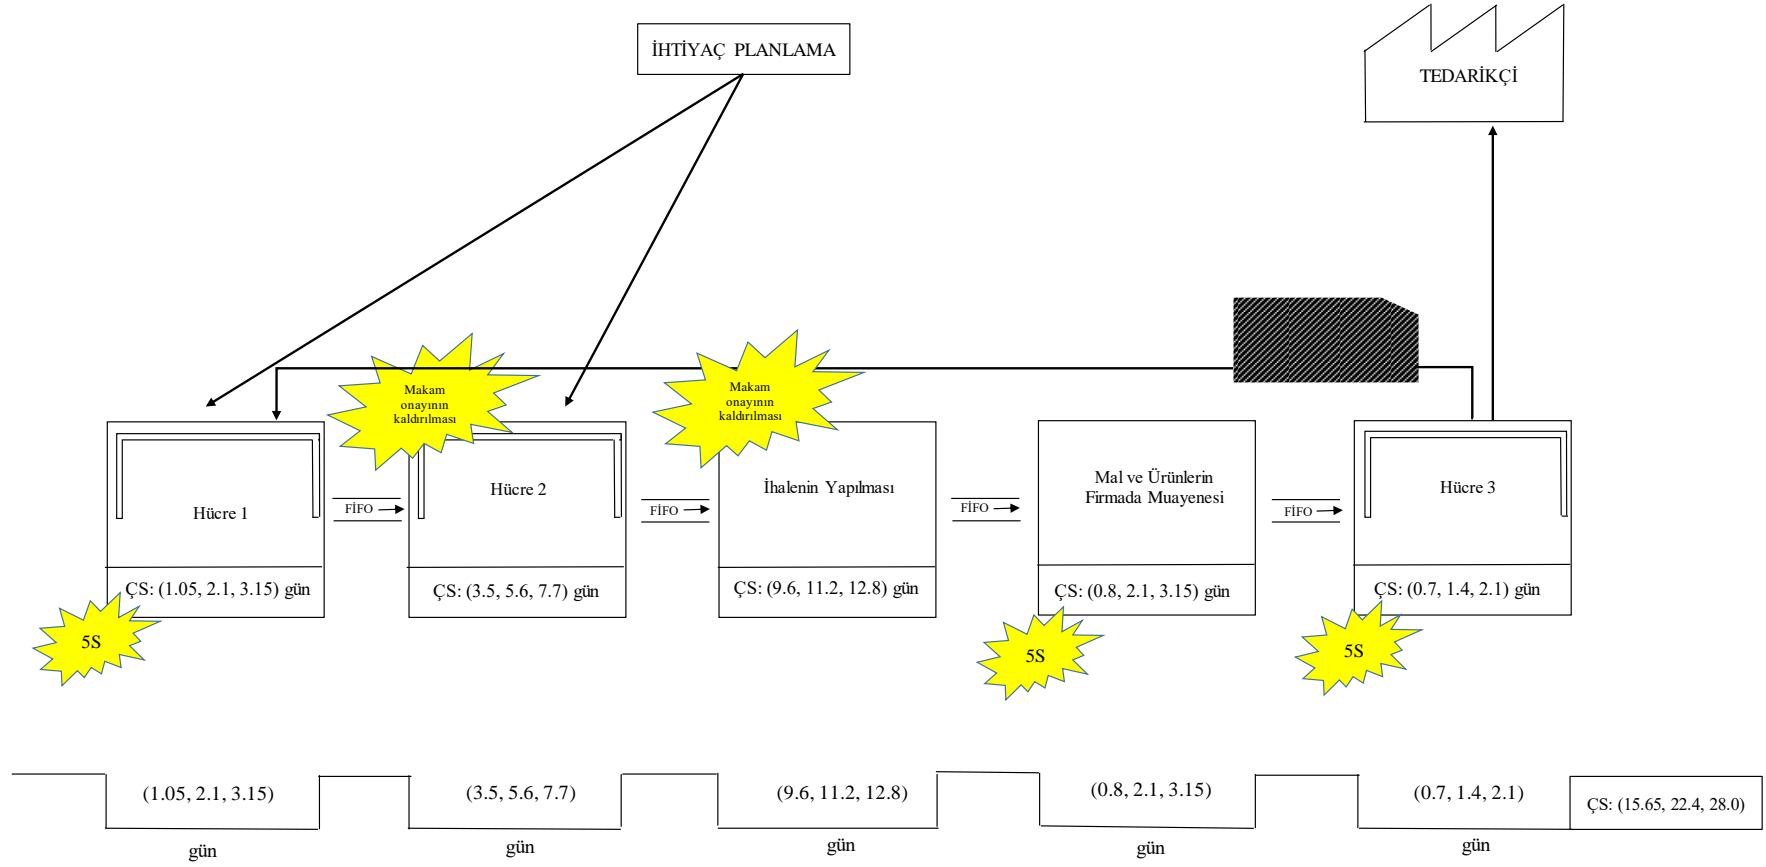 İHTİYAÇ PLANLAMA
TEDARİKÇİ
Makam
onayının
kaldırılması
Makam
onayının
kaldırılması
Hücre 1
FİFO
Hücre 2
FİFO
İhalenin Yapılması
FİFO
Mal ve Ürünlerin
Firmada Muayenesi
FİFO
Hücre 3
ÇS: (1.05, 2.1, 3.15) gün
ÇS: (3.5, 5.6, 7.7) gün
ÇS: (9.6, 11.2, 12.8) gün
ÇS: (0.8, 2.1, 3.15) gün
ÇS: (0.7, 1.4, 2.1) gün
5S
5S
5S
(1.05, 2.1, 3.15)
gün
(3.5, 5.6, 7.7)
gün
(9.6, 11.2, 12.8)
gün
(0.8, 2.1, 3.15)
gün
(0.7, 1.4, 2.1)
gün
ÇS: (15.65, 22.4, 28.0)